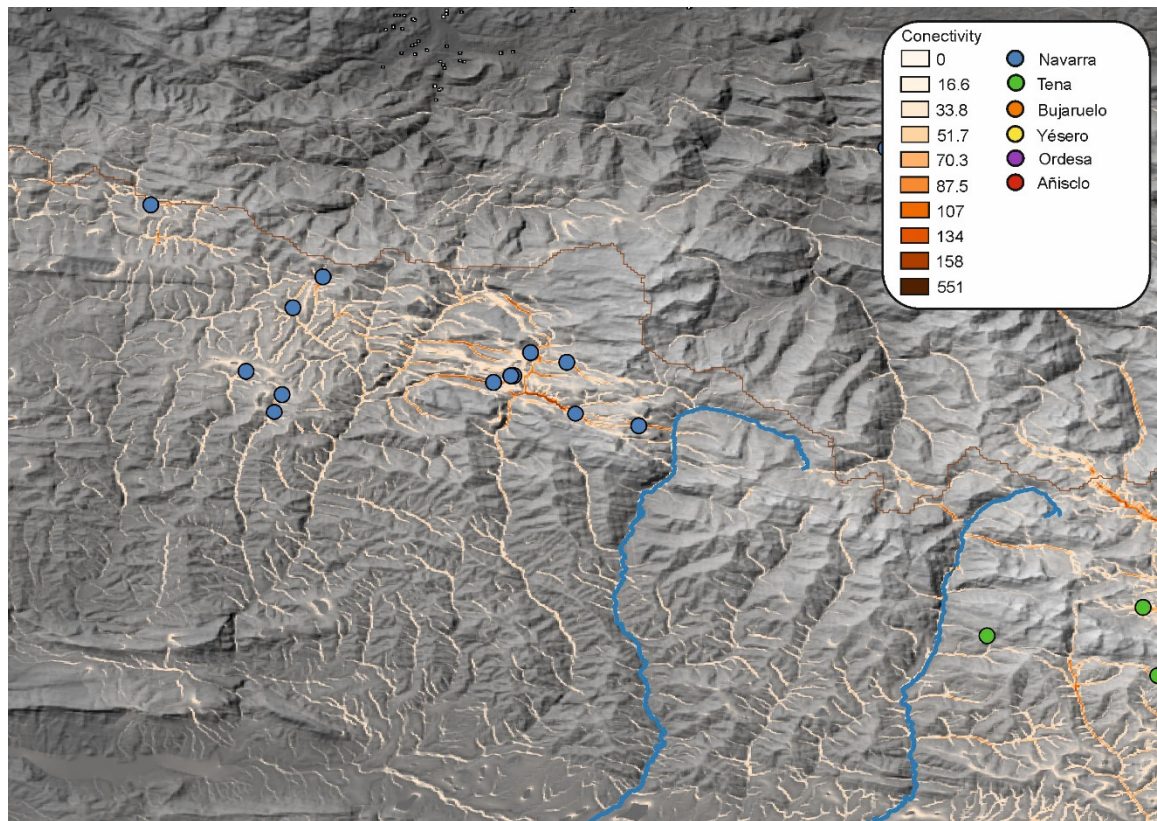 Conectivity
0
16.6
33.8
51.7
70.3
87.5
107
134
158
551
Navarra
Tena
Bujaruelo
Yésero
Ordesa
Añisclo